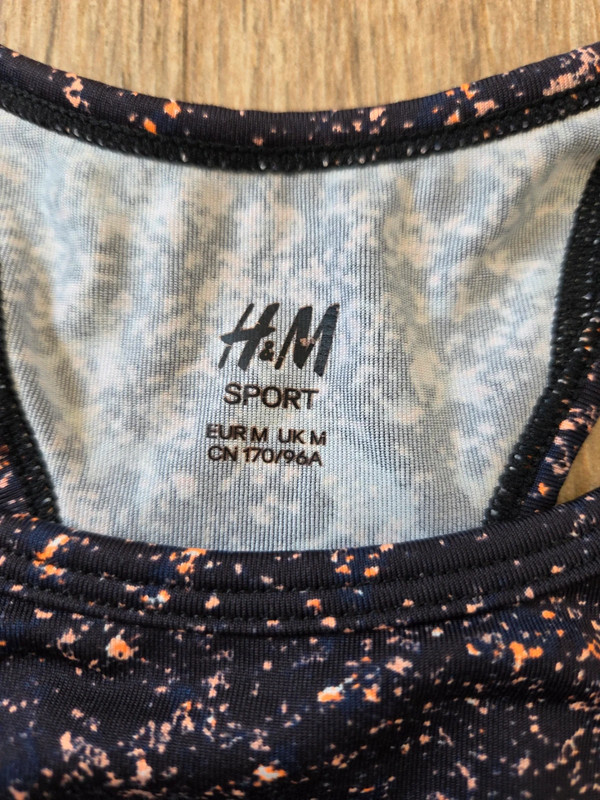 H&M
SPORT
EUR M UK M
CN 170/96A